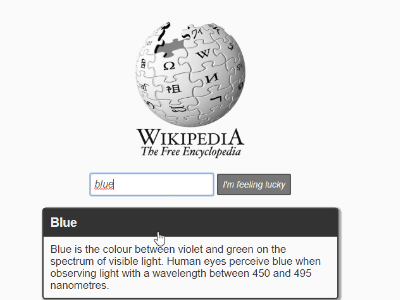 WIKIPEDIA
The Free Encyclopedia
blue
I'm feeling lucky
Blue
Blue is the colour between violet and green on the
spectrum of visible light. Human eyes perceive blue when
observing light with a wavelength between 450 and 495
nanometres.